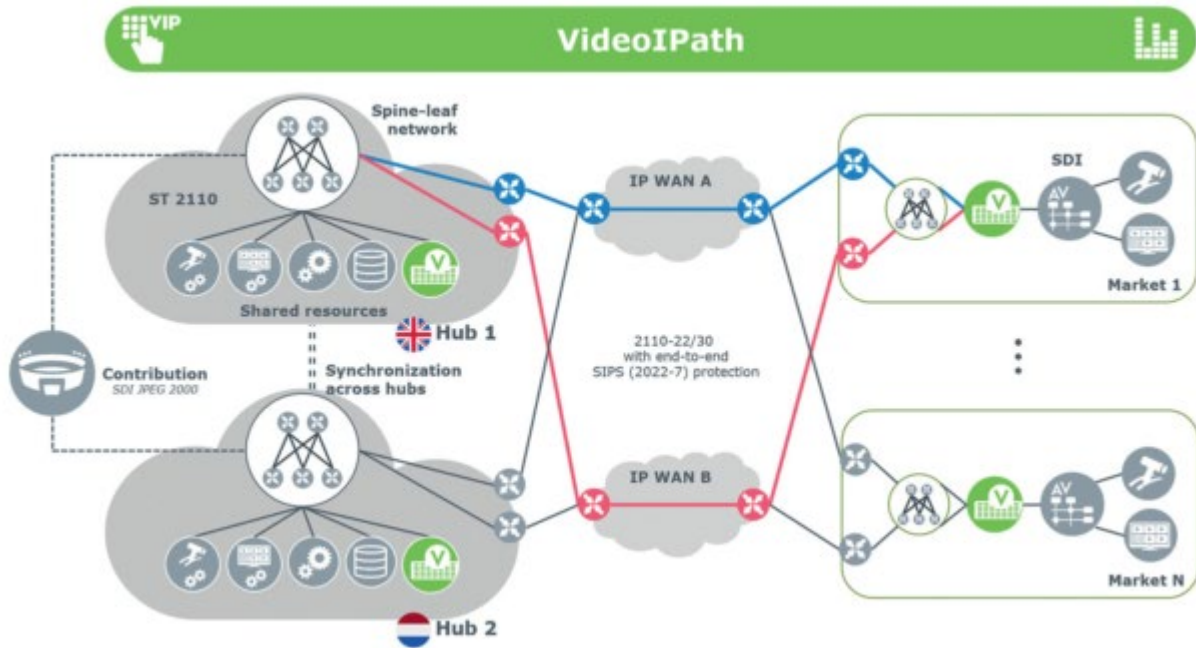 VIP
VideoIPath
Spine-leaf
network
ST 2110
Shared resources
Hub 1
Contribution
SDI JPEG 2000
Synchronization
across hubs
Hub 2
IP WAN A
2110-22/30
with end-to-end
SIPS (2022-7) protection
IP WAN B
SDI
AV
V
Market 1
AV
V
Market N
V
V